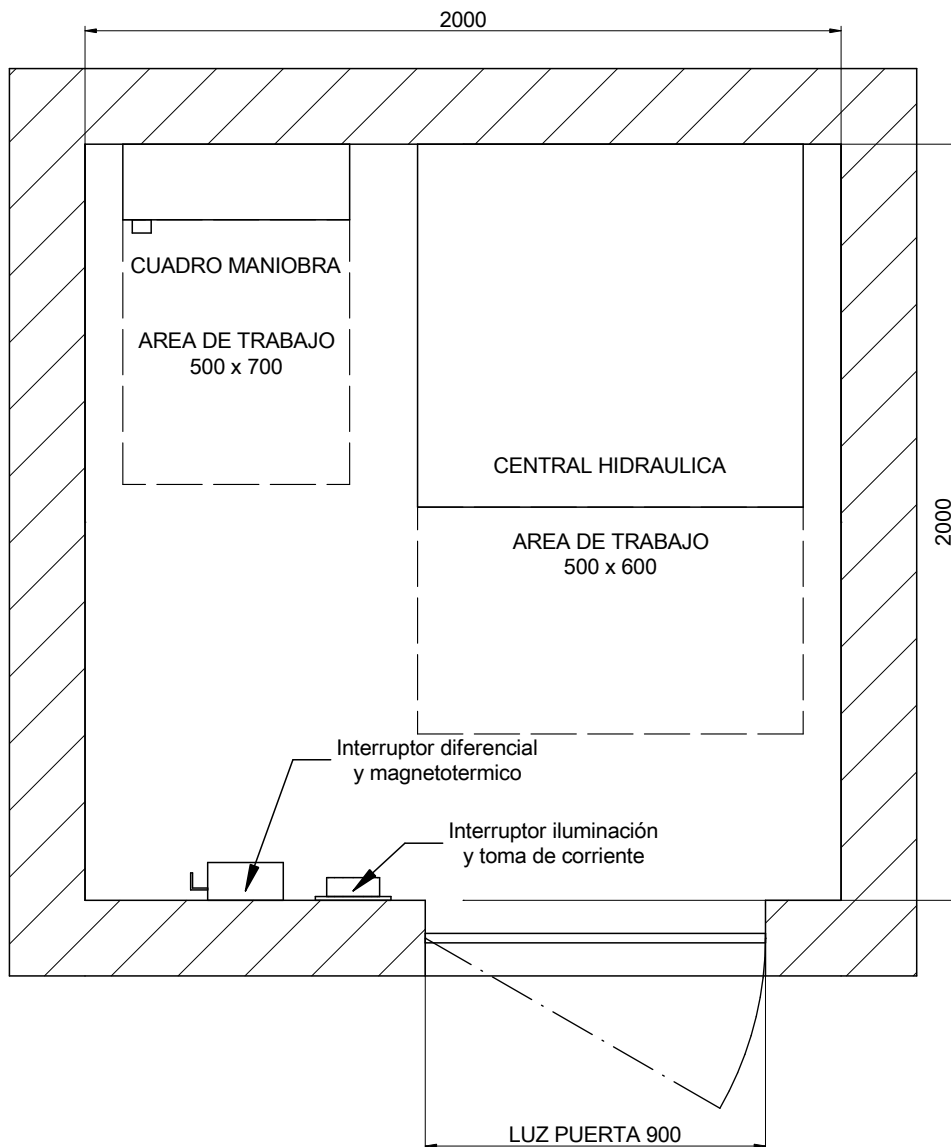 2000
CUADRO MANIOBRA
AREA DE TRABAJO
500 x 700
CENTRAL HIDRAULICA
AREA DE TRABAJO
500 x 600
2000
Interruptor diferencial
y magnetotermico
Interruptor iluminación
y toma de corriente
LUZ PUERTA 900